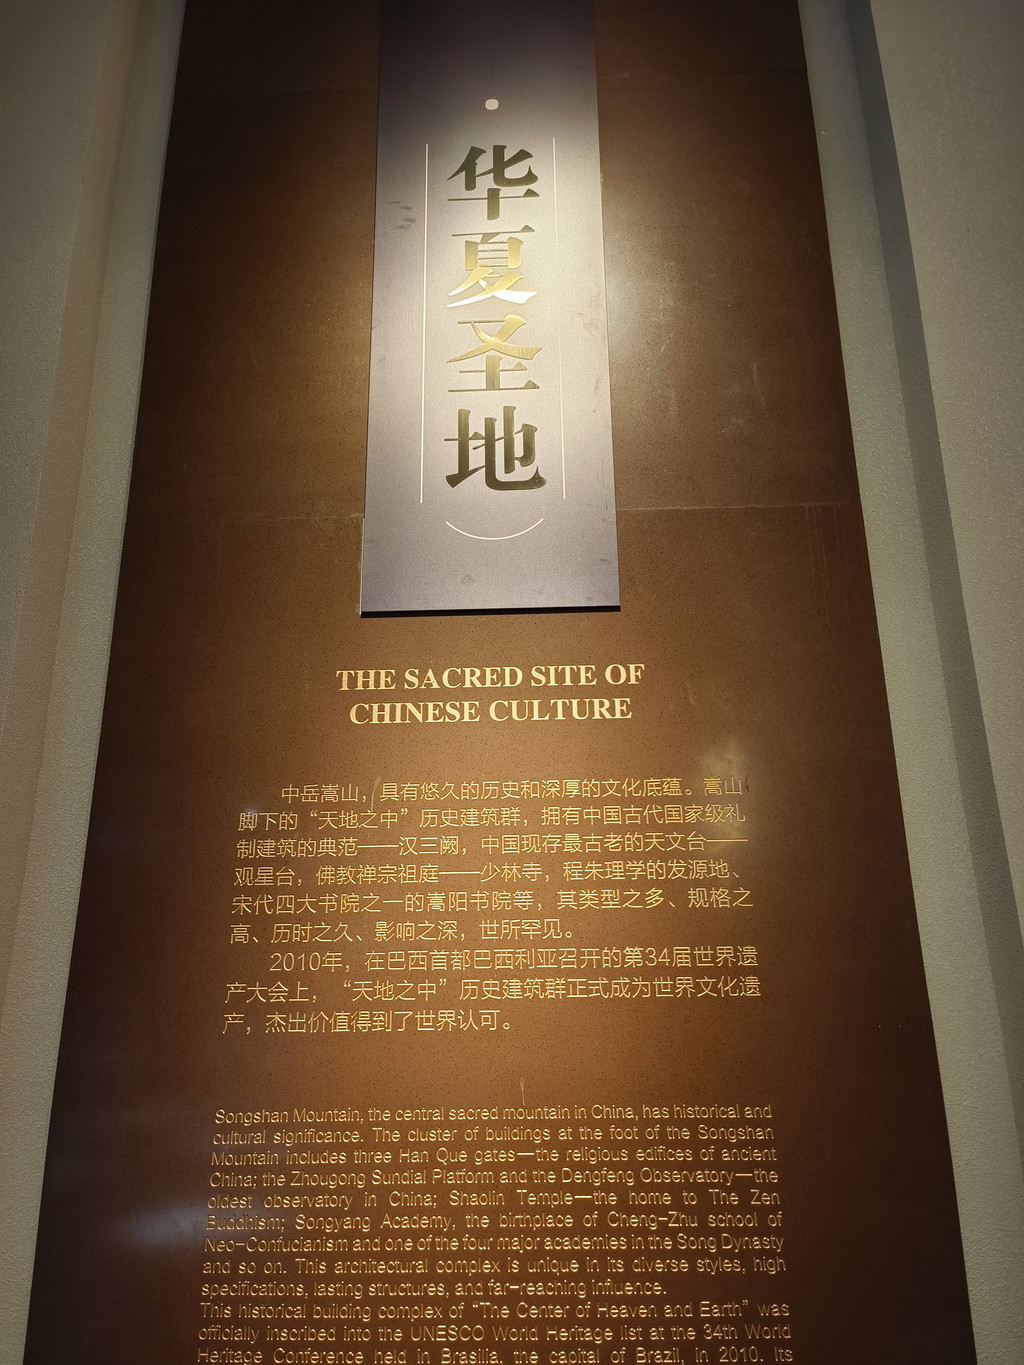 华夏圣地
THE SACRED SITE OF
CHINESE CULTURE
中岳嵩山，具有悠久的历史和深厚的文化底蕴。嵩山
脚下的“天地之中”历史建筑群，拥有中国古代国家级礼
制建筑的典范——汉三阙，中国现存最古老的天文台——
观星台，佛教禅宗祖庭——少林寺，程朱理学的发源地、
宋代四大书院之一的嵩阳书院等，其类型之多、规格之
高、历时之久、影响之深，世所罕见。
2010年，在巴西首都巴西利亚召开的第34届世界遗
产大会上，“天地之中”历史建筑群正式成为世界文化遗
产，杰出价值得到了世界认可。
Songshan Mountain, the central sacred mountain in China, has historical and
cultural significance. The cluster of buildings at the foot of the Songshan
Mountain includes three Han Que gates—the religious edifices of ancient
China; the Zhougong Sundial Platform and the Dengfeng Observatory—the
oldest observatory in China; Shaolin Temple—the home to The Zen
Buddhism; Songyang Academy, the birthplace of Cheng-Zhu school of
Neo-Confucianism and one of the four major academies in the Song Dynasty
and so on. This architectural complex is unique in its diverse styles, high
specifications, lasting structures, and far-reaching influence.
This historical building complex of “The Center of Heaven and Earth” was
officially inscribed into the UNESCO World Heritage list at the 34th World
Heritage Conference held in Brasilia, the capital of Brazil, in 2010. Its